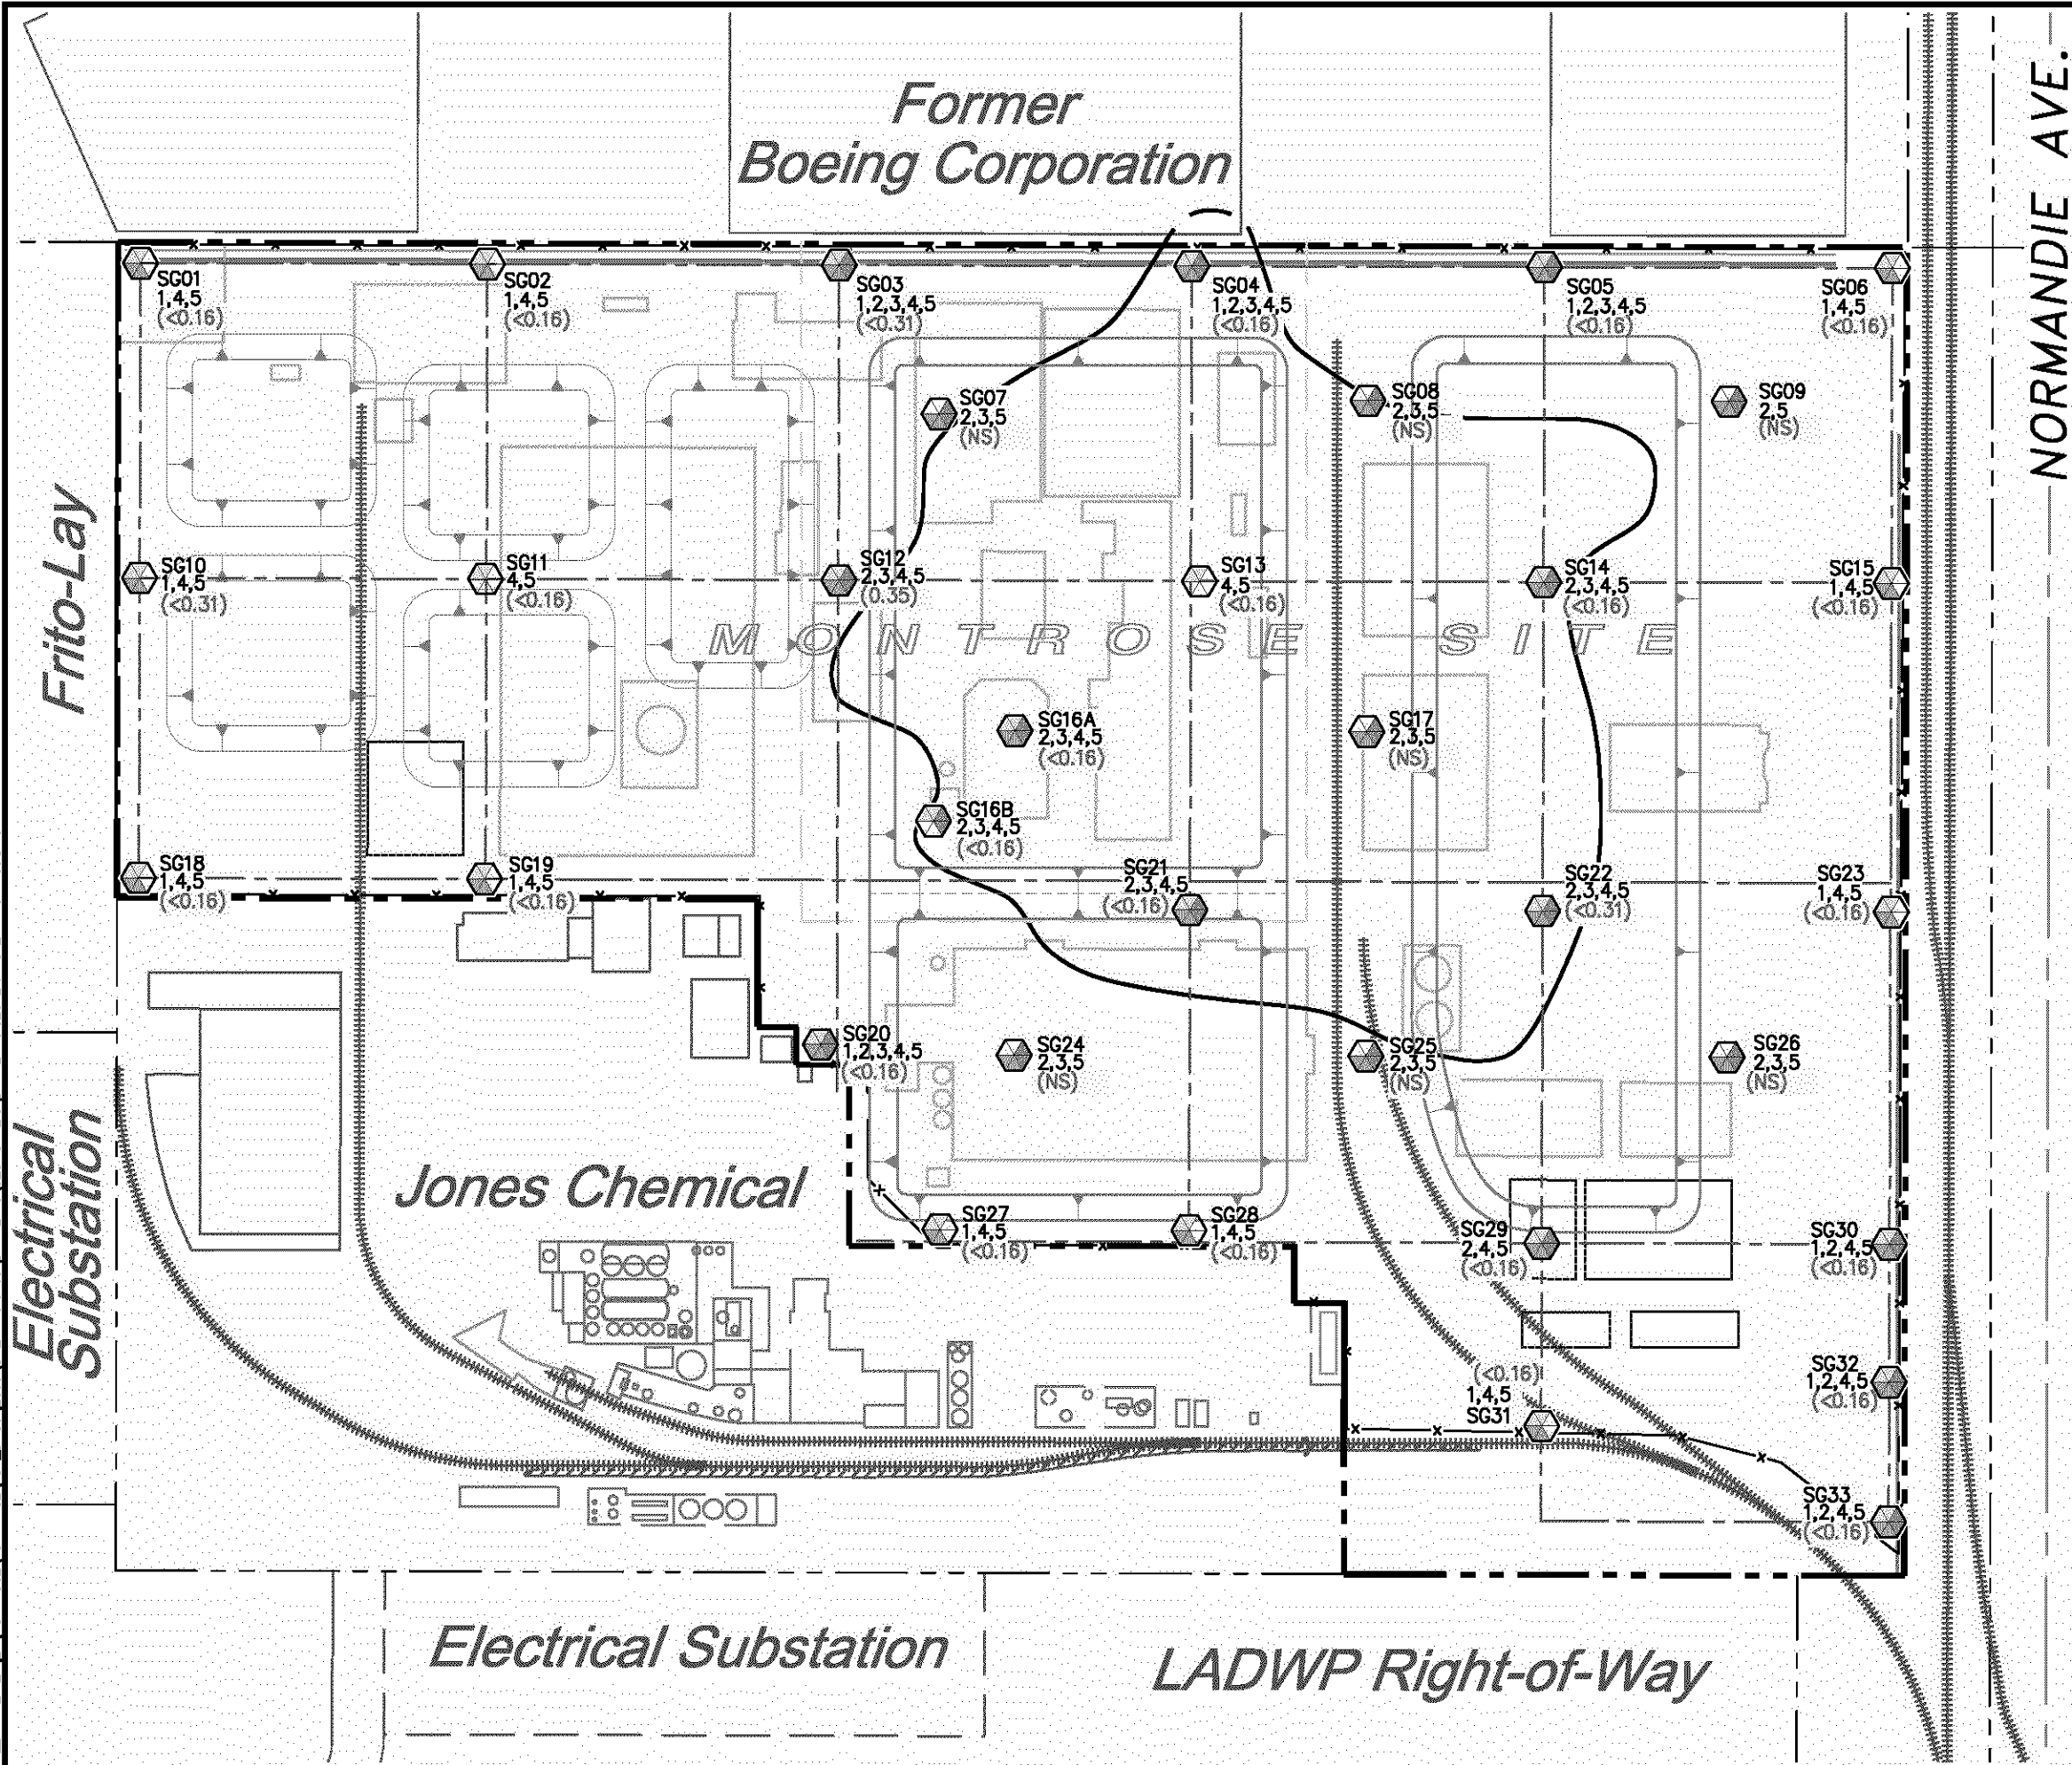 Former
Boeing Corporation
NORMANDIE AVE.
SG01
1,4,5
(<0.16)
SG02
1,4,5
(<0.16)
SG03
1,2,3,4,5
(<0.31)
SG04
1,2,3,4,5
(<0.16)
SG05
1,2,3,4,5
(<0.16)
SG06
1,4,5
(<0.16)
SG07
2,3,5
(NS)
SG08
2,3,5
(NS)
SG09
2,5
(NS)
Frito-Lay
SG10
1,4,5
(<0.31)
SG11
4,5
(<0.16)
SG12
2,3,4,5
(0.35)
SG13
4,5
(<0.16)
SG14
2,3,4,5
(<0.16)
SG15
1,4,5
(<0.16)
MONTROSE SITE
SG16A
2,3,4,5
(<0.16)
SG17
2,3,5
(NS)
SG16B
2,3,4,5
(<0.16)
SG18
1,4,5
(<0.16)
SG19
1,4,5
(<0.16)
SG21
2,3,4,5
(<0.16)
SG22
2,3,4,5
(<0.31)
SG23
1,4,5
(<0.16)
SG20
1,2,3,4,5
(<0.16)
SG24
2,3,5
(NS)
SG25
2,3,5
(NS)
SG26
2,3,5
(NS)
Electrical
Substation
Jones Chemical
SG27
1,4,5
(<0.16)
SG28
1,4,5
(<0.16)
SG29
2,4,5
(<0.16)
SG30
1,2,4,5
(<0.16)
(<0.16)
1,4,5
SG31
SG32
1,2,4,5
(<0.16)
SG33
1,2,4,5
(<0.16)
Electrical Substation
LADWP Right-of-Way